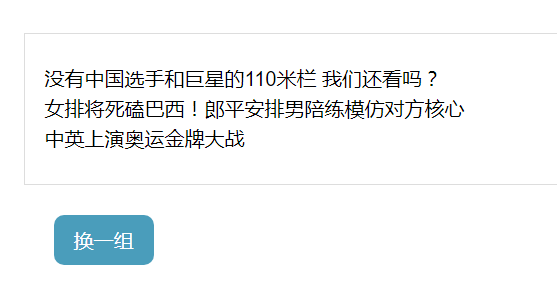 没有中国选手和巨星的110米栏 我们还看吗？
女排将死磕巴西！郎平安排男陪练模仿对方核心
中英上演奥运金牌大战
换一组